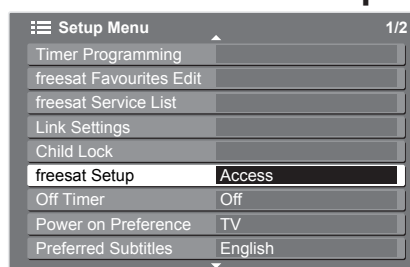 Setup Menu 1/2
Timer Programming
freesat Favourites Edit
freesat Service List
Link Settings
Child Lock
freesat Setup Access
Off Timer Off
Power on Preference TV
Preferred Subtitles English